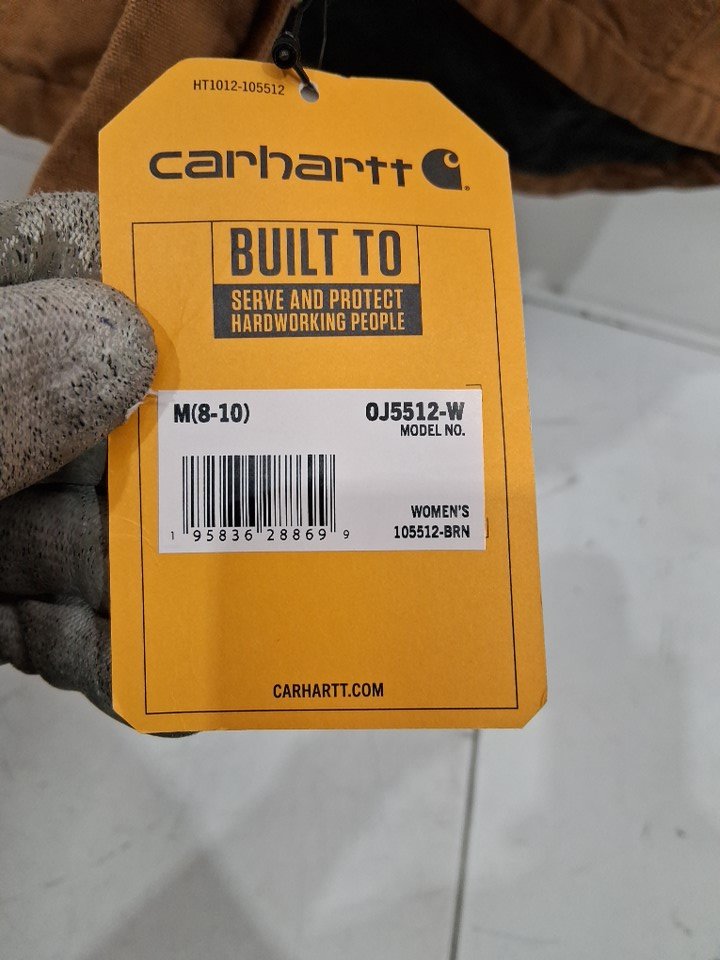 HT1012-105512
carhartt
BUILT TO
SERVE AND PROTECT
HARDWORKING PEOPLE
M(8-10) OJ5512-W
MODEL NO.
WOMEN'S
105512-BRN
1 95836 28869 9
CARHARTT.COM